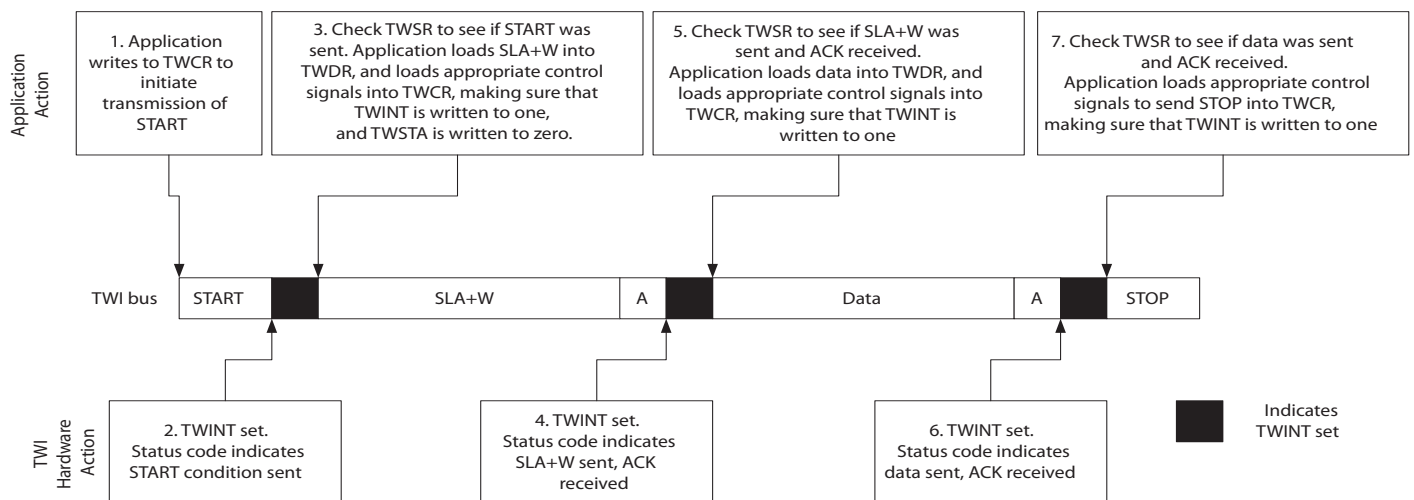 Application
Action
1. Application
writes to TWCR to
initiate
transmission of
START
3. Check TWSR to see if START was
sent. Application loads SLA+W into
TWDR, and loads appropriate control
signals into TWCR, making sure that
TWINT is written to one,
and TWSTA is written to zero.
5. Check TWSR to see if SLA+W was
sent and ACK received.
Application loads data into TWDR, and
loads appropriate control signals into
TWCR, making sure that TWINT is
written to one
7. Check TWSR to see if data was sent
and ACK received.
Application loads appropriate control
signals to send STOP into TWCR,
making sure that TWINT is written to one
TWI bus
START
SLA+W
A
Data
A
STOP
TWI
Hardware
Action
2. TWINT set.
Status code indicates
START condition sent
4. TWINT set.
Status code indicates
SLA+W sent, ACK
received
6. TWINT set.
Status code indicates
data sent, ACK received
Indicates
TWINT set